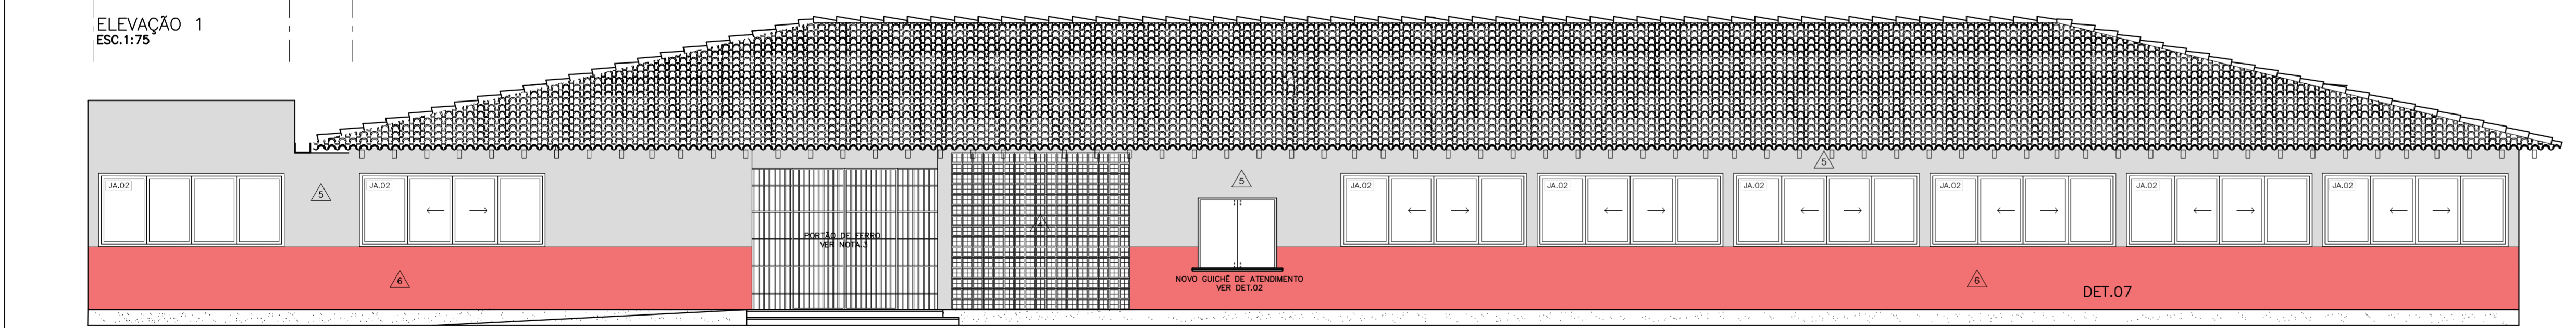 ELEVAÇÃO 1
ESC.1:75
5
JA.02
JA.02
5
5
JA.02
JA.02
JA.02
JA.02
JA.02
JA.02
4
PORTÃO DE FERRO
VER NOTA.3
6
NOVO GUICHÊ DE ATENDIMENTO
VER DET.02
6
DET.07